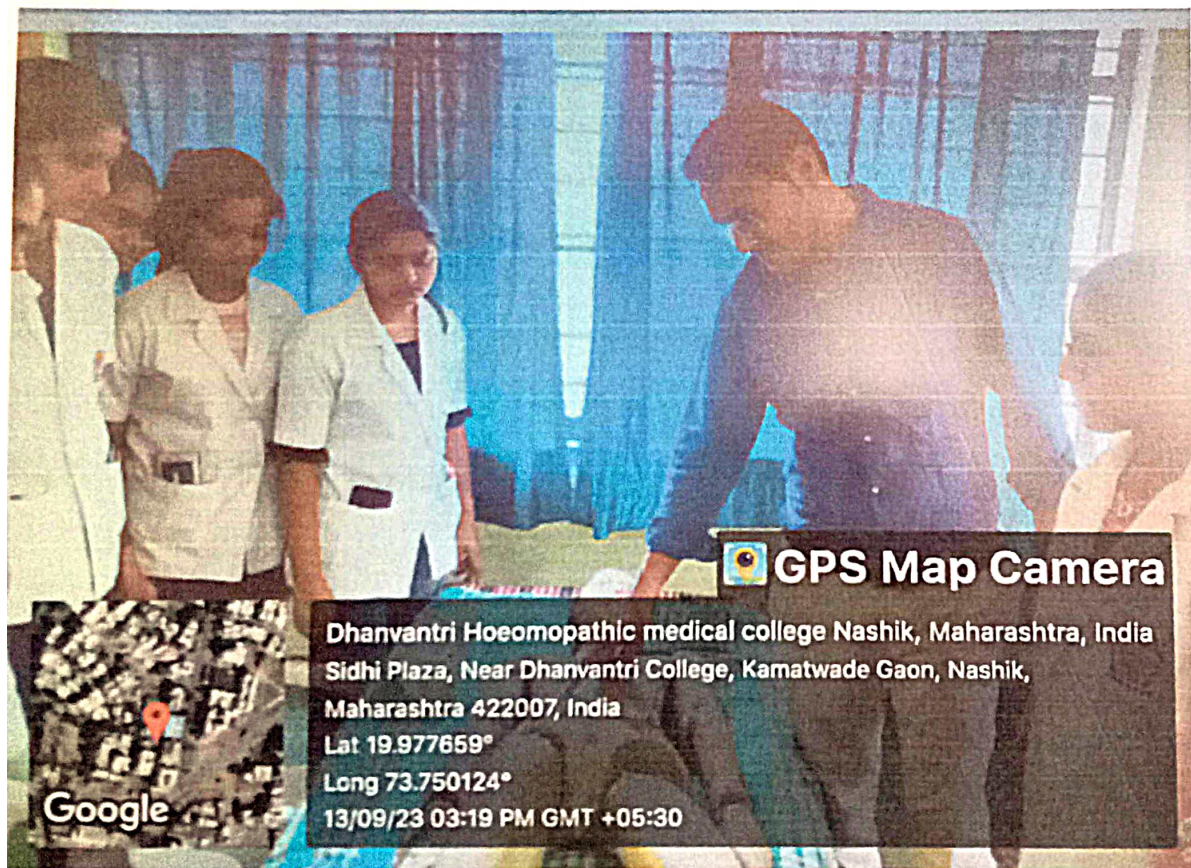 GPS Map Camera
Dhanvantri Hoeomopathic medical college Nashik, Maharashtra, India
Sidhi Plaza, Near Dhanvantri College, Kamatwade Gaon, Nashik,
Maharashtra 422007, India
Lat 19.977659°
Long 73.750124°
13/09/23 03:19 PM GMT +05:30
Google